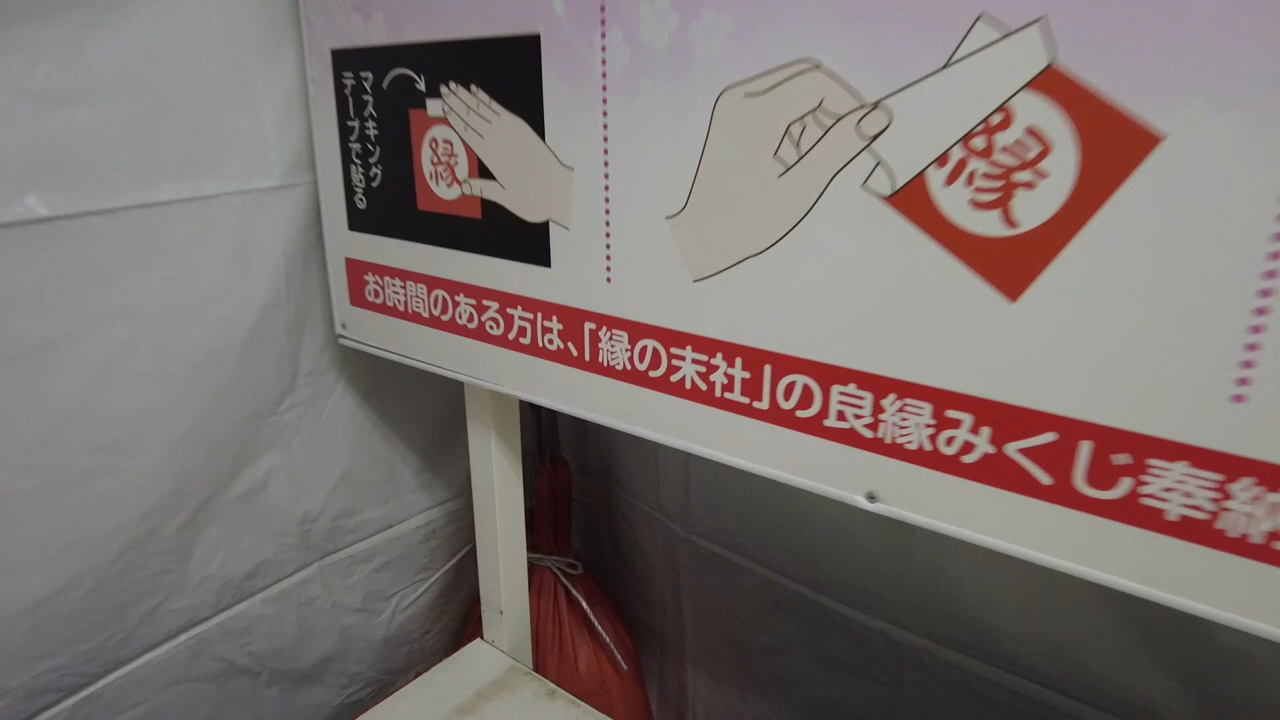 マスキング
テープで貼る
縁
縁
お時間のある方は、「縁の末社」の良縁みくじ奉納